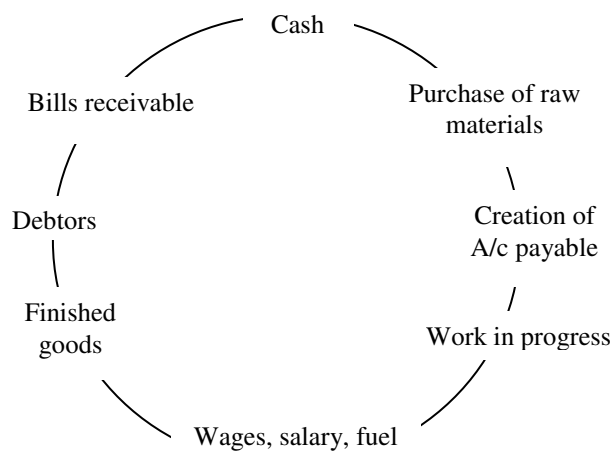 Cash
Purchase of raw
materials
Creation of
A/c payable
Work in progress
Wages, salary, fuel
Finished
goods
Debtors
Bills receivable